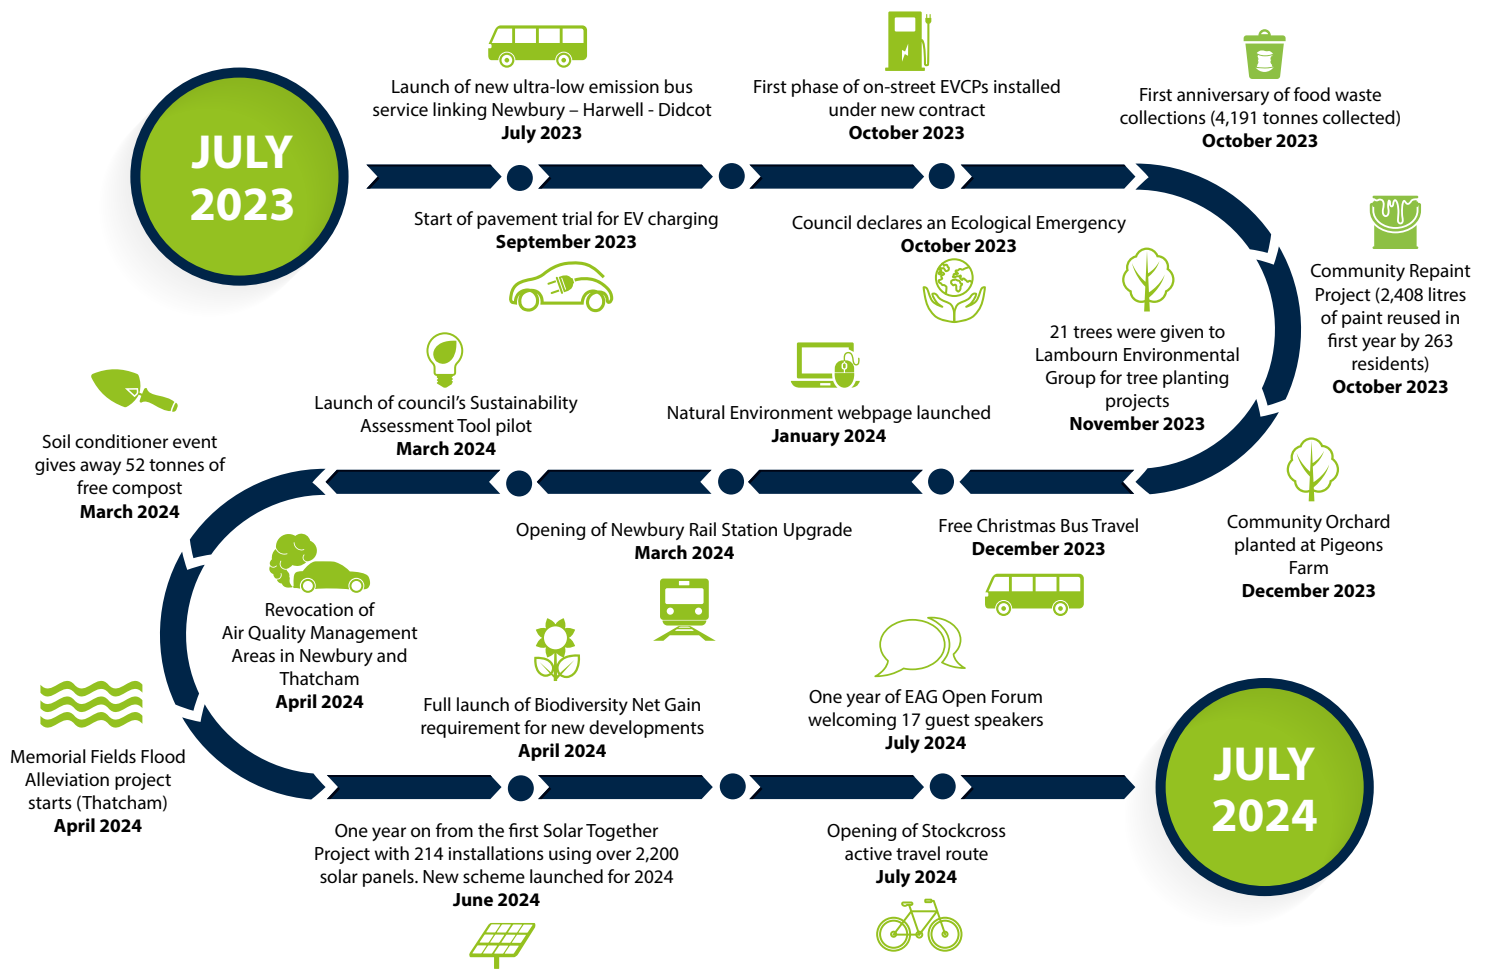 JULY
2023
Launch of new ultra-low emission bus
service linking Newbury – Harwell - Didcot
July 2023
Start of pavement trial for EV charging
September 2023
First phase of on-street EVCPs installed
under new contract
October 2023
Council declares an Ecological Emergency
October 2023
First anniversary of food waste
collections (4,191 tonnes collected)
October 2023
Community Repaint
Project (2,408 litres
of paint reused in
first year by 263
residents)
October 2023
21 trees were given to
Lambourn Environmental
Group for tree planting
projects
November 2023
Community Orchard
planted at Pigeons
Farm
December 2023
Free Christmas Bus Travel
December 2023
Natural Environment webpage launched
January 2024
Opening of Newbury Rail Station Upgrade
March 2024
Launch of council’s Sustainability
Assessment Tool pilot
March 2024
Soil conditioner event
gives away 52 tonnes of
free compost
March 2024
Revocation of
Air Quality Management
Areas in Newbury and
Thatcham
April 2024
Memorial Fields Flood
Alleviation project
starts (Thatcham)
April 2024
Full launch of Biodiversity Net Gain
requirement for new developments
April 2024
One year on from the first Solar Together
Project with 214 installations using over 2,200
solar panels. New scheme launched for 2024
June 2024
One year of EAG Open Forum
welcoming 17 guest speakers
July 2024
Opening of Stockcross
active travel route
July 2024
JULY
2024